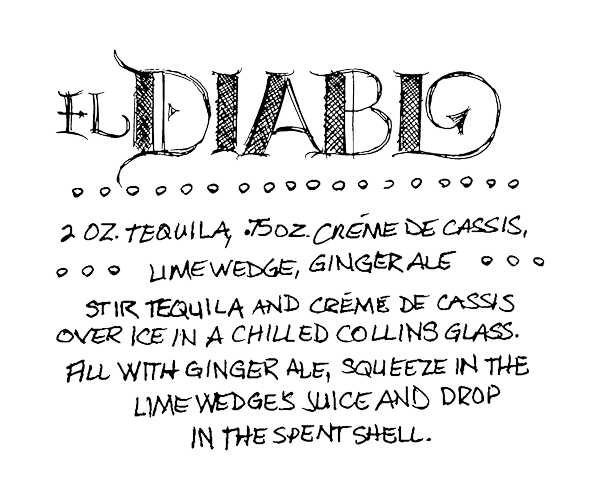 EL DIABLO
2 OZ. TEQUILA, .75 OZ. CRÉME DE CASSIS,
LIME WEDGE, GINGER ALE
STIR TEQUILA AND CRÉME DE CASSIS
OVER ICE IN A CHILLED COLLINS GLASS.
FILL WITH GINGER ALE, SQUEEZE IN THE
LIME WEDGE'S JUICE AND DROP
IN THE SPENT SHELL.